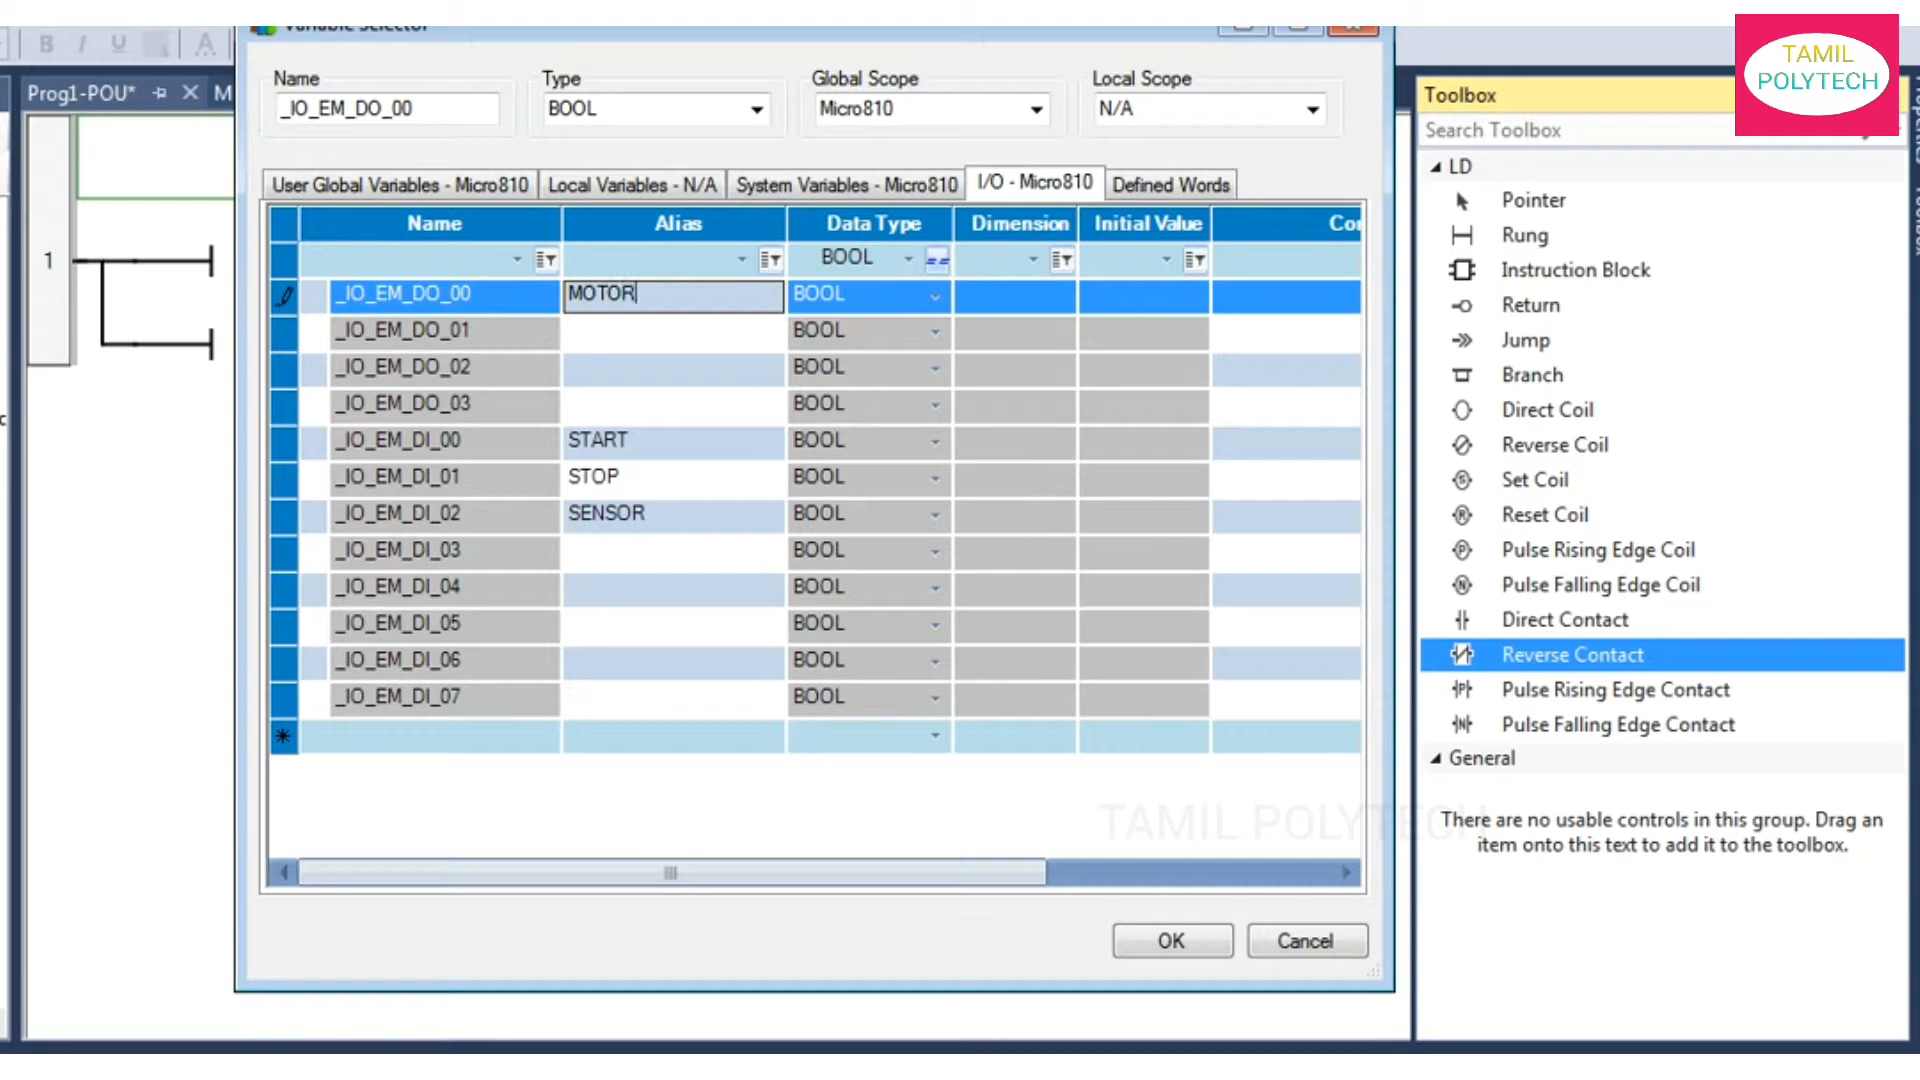 B I U A
Variable Selector
TAMIL
POLYTECH
Name
Type
Global Scope
Local Scope
_IO_EM_DO_00
BOOL
Micro810
N/A
Prog1-POU*
M
Toolbox
Search Toolbox
User Global Variables - Micro810
Local Variables - N/A
System Variables - Micro810
I/O - Micro810
Defined Words
Name Alias Data Type Dimension Initial Value Co
BOOL
_IO_EM_DO_00 MOTOR BOOL
_IO_EM_DO_01 BOOL
_IO_EM_DO_02 BOOL
_IO_EM_DO_03 BOOL
_IO_EM_DI_00 START BOOL
_IO_EM_DI_01 STOP BOOL
_IO_EM_DI_02 SENSOR BOOL
_IO_EM_DI_03 BOOL
_IO_EM_DI_04 BOOL
_IO_EM_DI_05 BOOL
_IO_EM_DI_06 BOOL
_IO_EM_DI_07 BOOL
1
OK
Cancel
LD
Pointer
Rung
Instruction Block
Return
Jump
Branch
Direct Coil
Reverse Coil
Set Coil
Reset Coil
Pulse Rising Edge Coil
Pulse Falling Edge Coil
Direct Contact
Reverse Contact
Pulse Rising Edge Contact
Pulse Falling Edge Contact
General
There are no usable controls in this group. Drag an
item onto this text to add it to the toolbox.
TAMIL POLYTECH